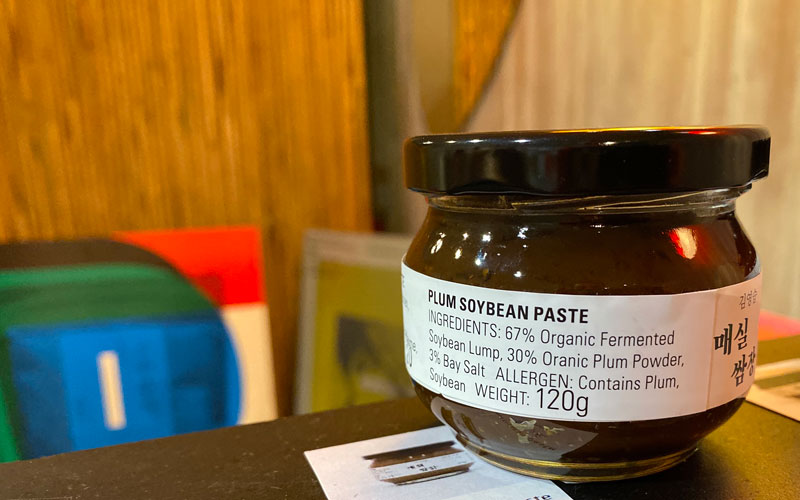 PLUM SOYBEAN PASTE
INGREDIENTS: 67% Organic Fermented
Soybean Lump, 30% Oranic Plum Powder,
3% Bay Salt ALLERGEN: Contains Plum,
Soybean WEIGHT: 120g
매실
쌈장